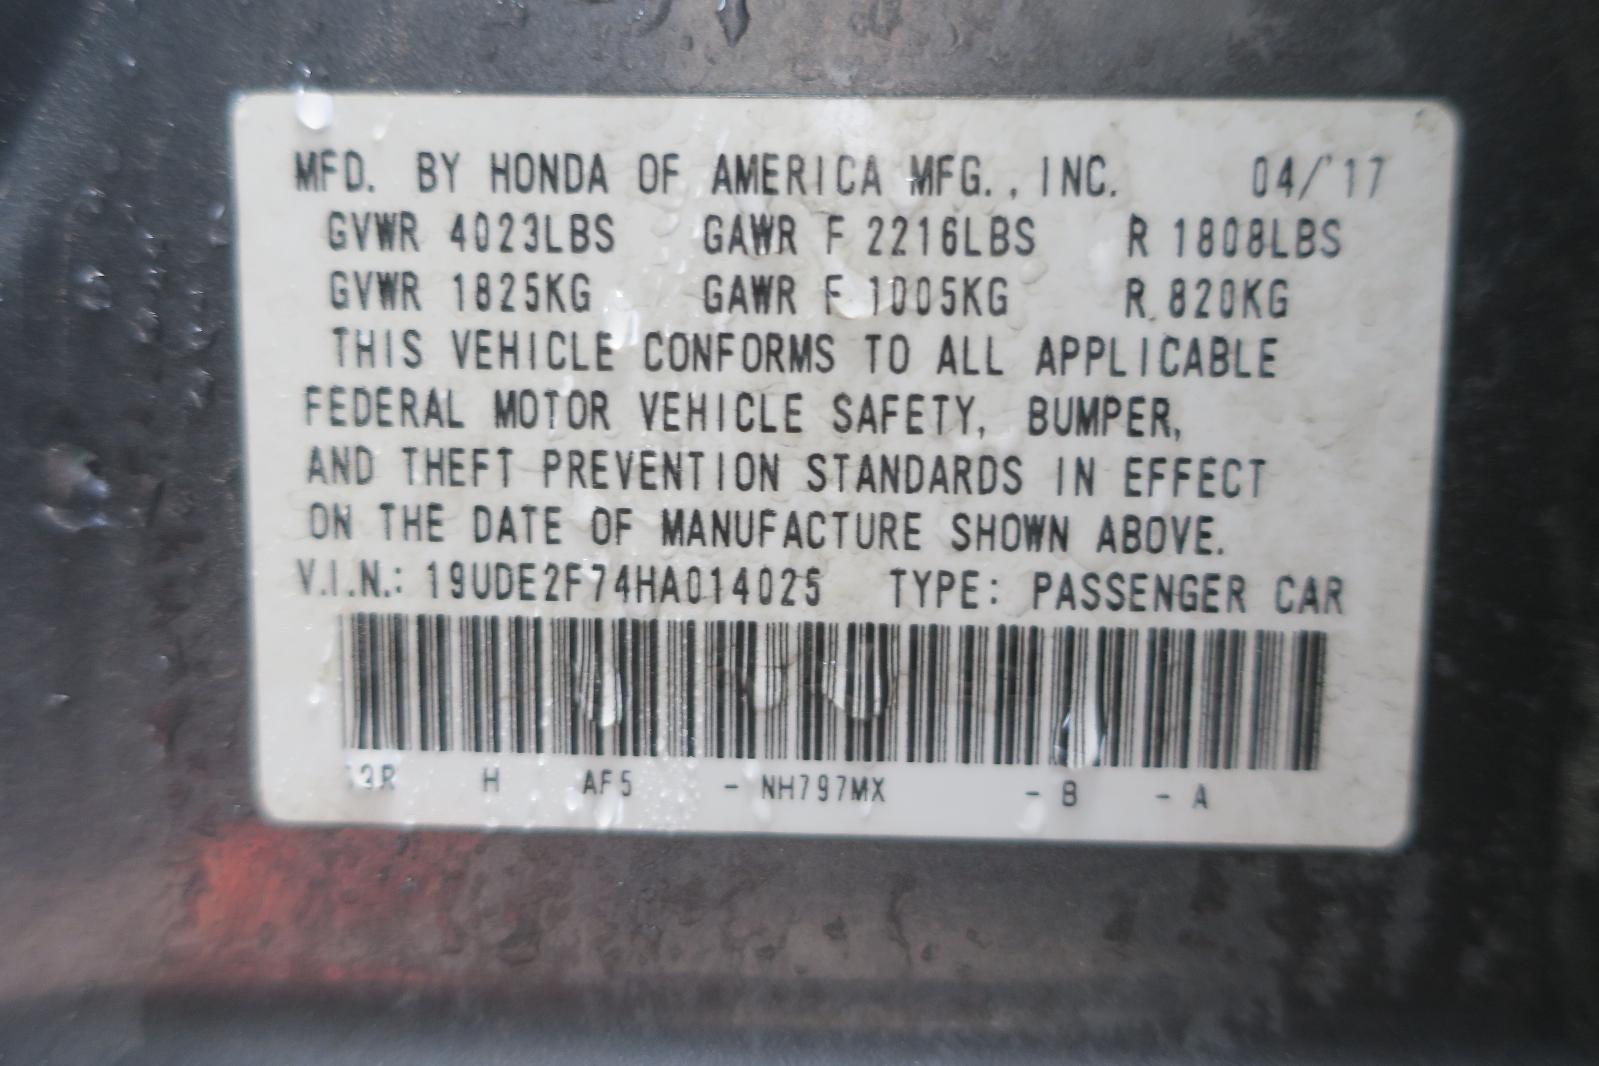 MFD. BY HONDA OF AMERICA MFG., INC. 04/'17
GVWR 4023LBS GAWR F 2216LBS R 1808LBS
GVWR 1825KG GAWR F 1005KG R 820KG
THIS VEHICLE CONFORMS TO ALL APPLICABLE
FEDERAL MOTOR VEHICLE SAFETY, BUMPER,
AND THEFT PREVENTION STANDARDS IN EFFECT
ON THE DATE OF MANUFACTURE SHOWN ABOVE.
V.I.N.: 19UDE2F74HA014025 TYPE: PASSENGER CAR
H AF5 - NH797MX - B - A